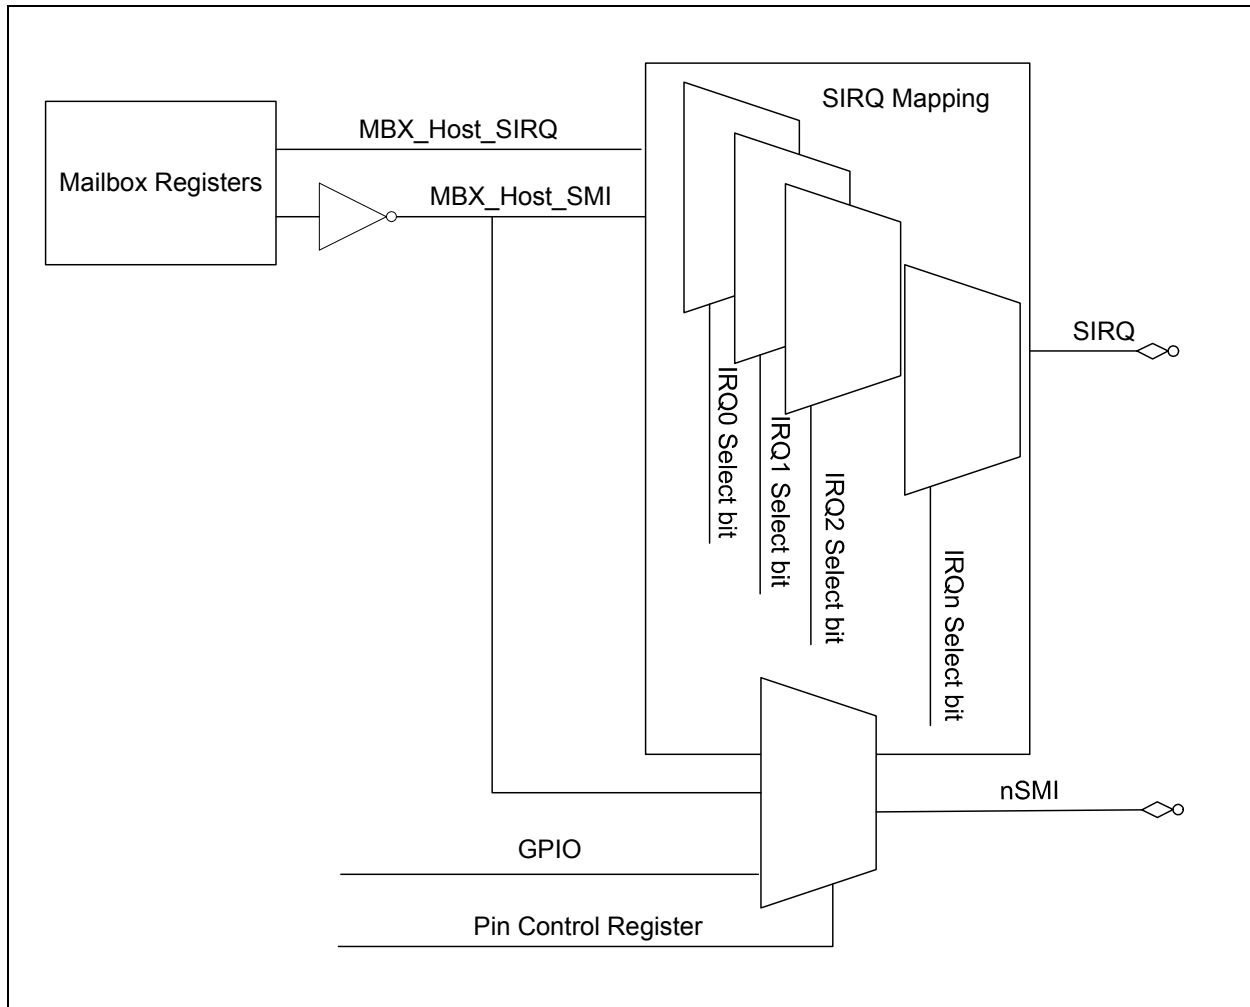 SIRQ Mapping
MBX_Host_SIRQ
Mailbox Registers
MBX_Host_SMI
SIRQ
IRQ0 Select bit
IRQ1 Select bit
IRQ2 Select bit
IRQn Select bit
nSMI
GPIO
Pin Control Register